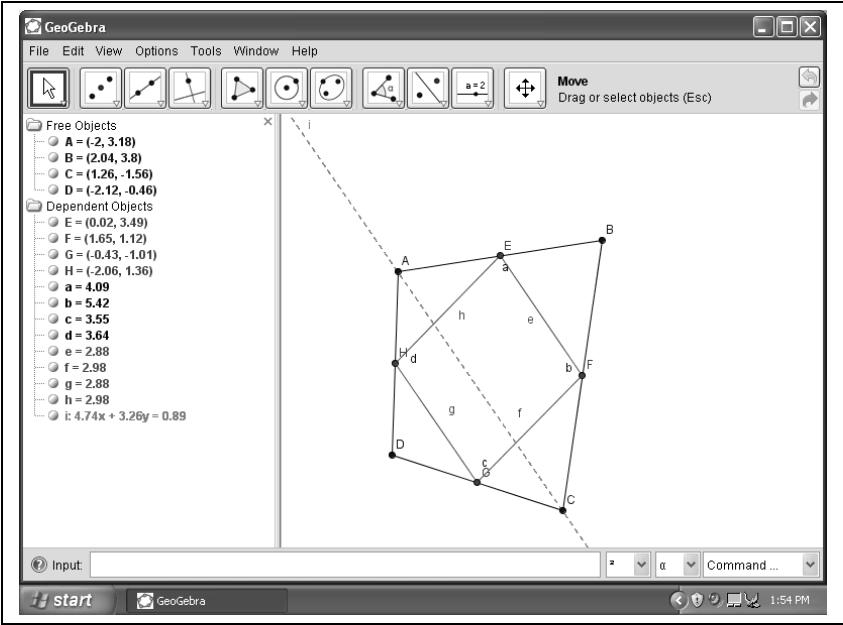 GeoGebra
File Edit View Options Tools Window Help
α
a=2
Move
Drag or select objects (Esc)
Free Objects
A = (-2, 3.18)
B = (2.04, 3.8)
C = (1.26, -1.56)
D = (-2.12, -0.46)
Dependent Objects
E = (0.02, 3.49)
F = (1.65, 1.12)
G = (-0.43, -1.01)
H = (-2.06, 1.36)
a = 4.09
b = 5.42
c = 3.55
d = 3.64
e = 2.88
f = 2.98
g = 2.88
h = 2.98
i: 4.74x + 3.26y = 0.89
i
B
E
A
a
h
e
H
d
b
F
g
f
D
c
G
C
Input:
²
α
Command ...
start
GeoGebra
1:54 PM